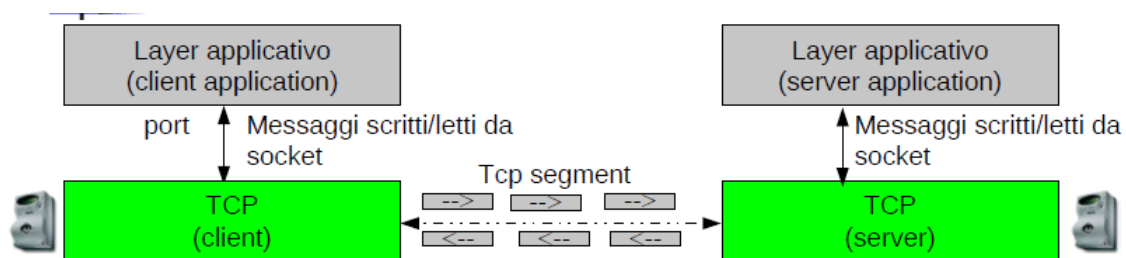 Layer applicativo
(client application)
Layer applicativo
(server application)
port
Messaggi scritti/letti da
socket
Messaggi scritti/letti da
socket
Tcp segment
--> --> -->
<-- <-- <--
TCP
(client)
TCP
(server)